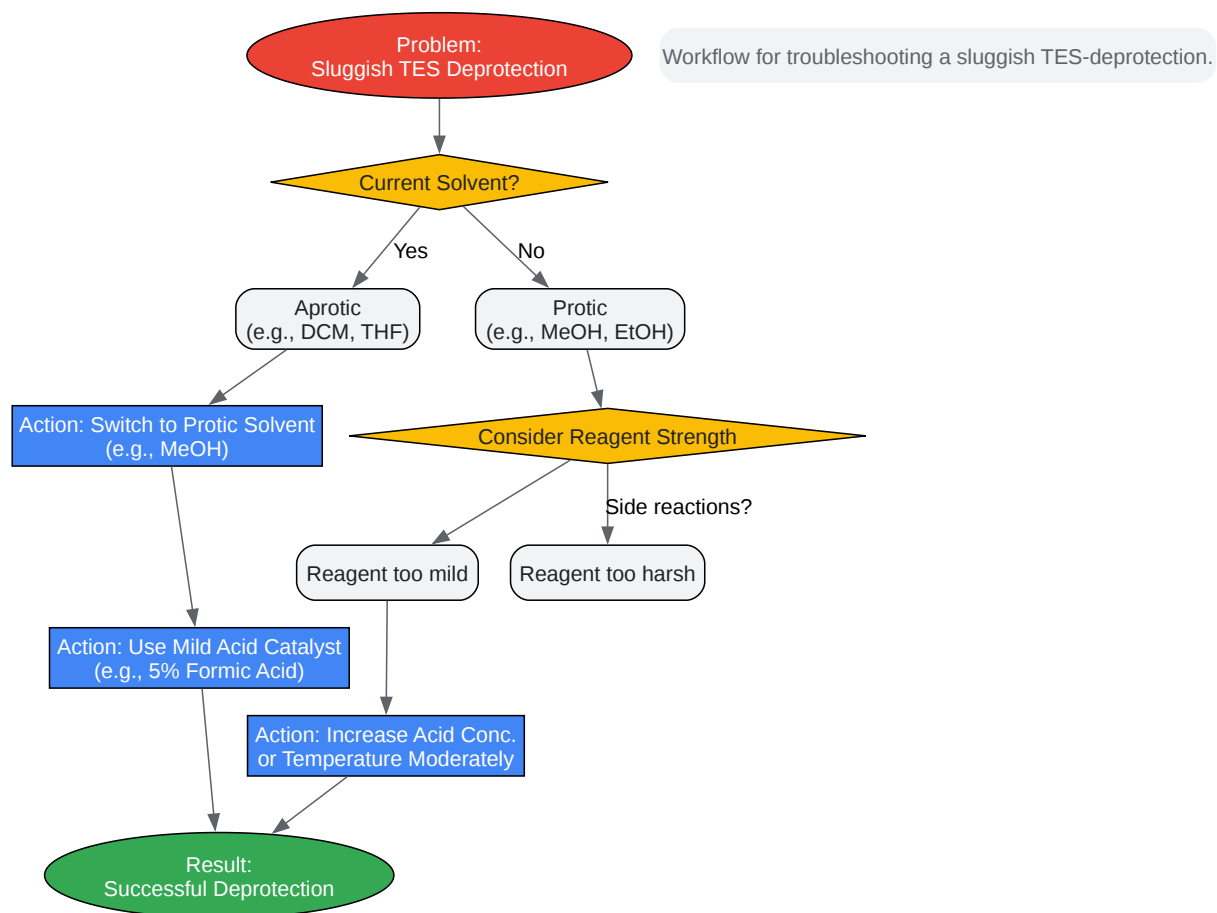 Problem:
Sluggish TES Deprotection
Workflow for troubleshooting a sluggish TES-deprotection.
Current Solvent?
Yes
No
Aprotic
(e.g., DCM, THF)
Protic
(e.g., MeOH, EtOH)
Action: Switch to Protic Solvent
(e.g., MeOH)
Consider Reagent Strength
Side reactions?
Reagent too mild
Reagent too harsh
Action: Use Mild Acid Catalyst
(e.g., 5% Formic Acid)
Action: Increase Acid Conc.
or Temperature Moderately
Result:
Successful Deprotection